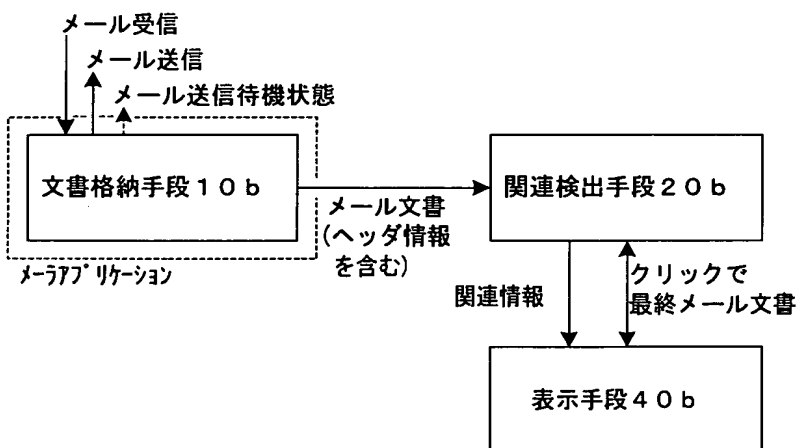 メール受信
メール送信
メール送信待機状態
文書格納手段10b
関連検出手段20b
メール文書
(ヘッダ情報
を含む)
メーラアプリケーション
関連情報
クリックで
最終メール文書
表示手段40b